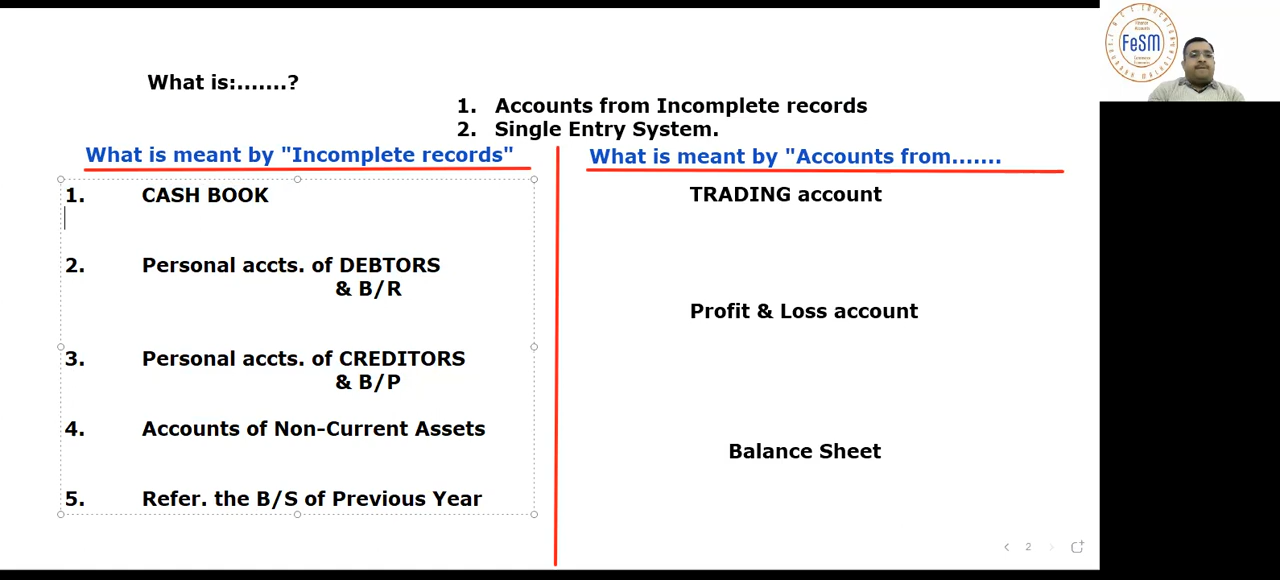 What is:.......?
1. Accounts from Incomplete records
2. Single Entry System.
What is meant by "Incomplete records"
1. CASH BOOK
2. Personal accts. of DEBTORS
& B/R
3. Personal accts. of CREDITORS
& B/P
4. Accounts of Non-Current Assets
5. Refer. the B/S of Previous Year
What is meant by "Accounts from.......
TRADING account
Profit & Loss account
Balance Sheet
2
FeSM